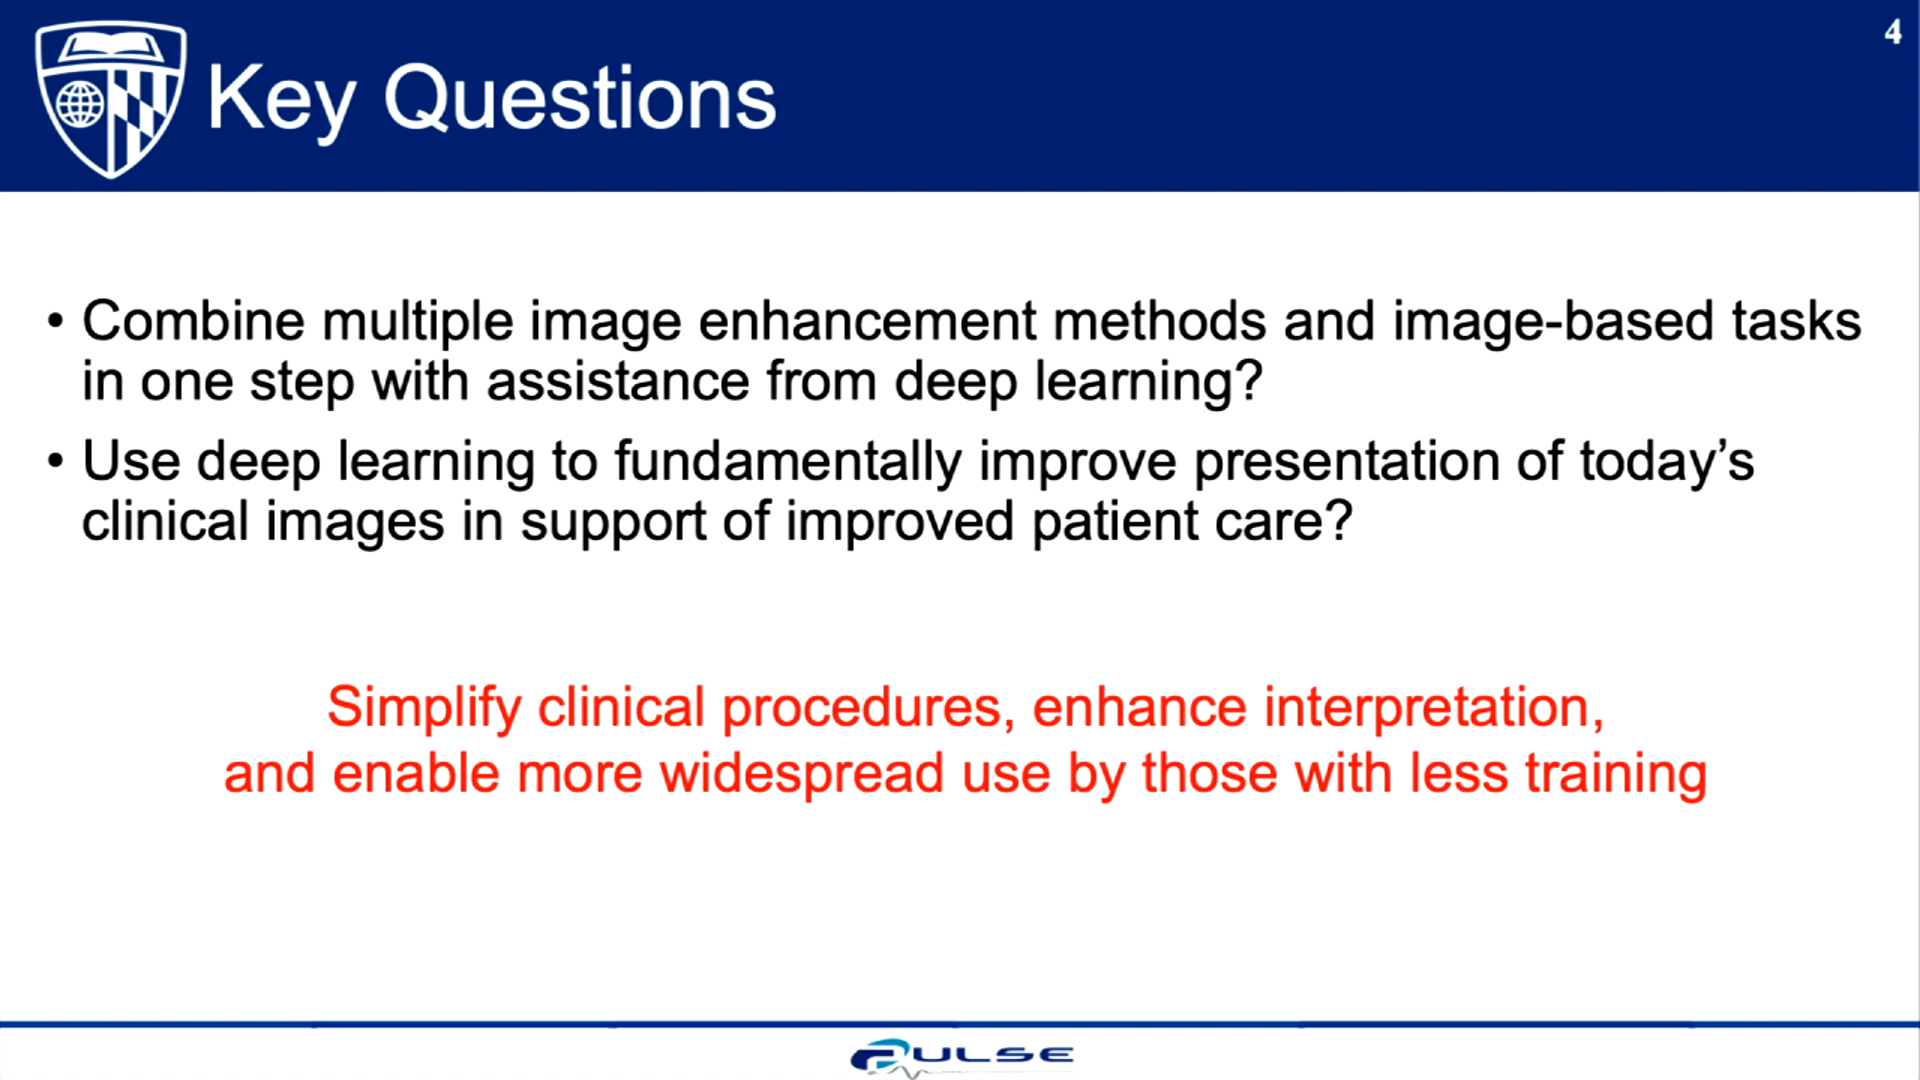 4
Key Questions
• Combine multiple image enhancement methods and image-based tasks
in one step with assistance from deep learning?
• Use deep learning to fundamentally improve presentation of today’s
clinical images in support of improved patient care?
Simplify clinical procedures, enhance interpretation,
and enable more widespread use by those with less training
PULSE